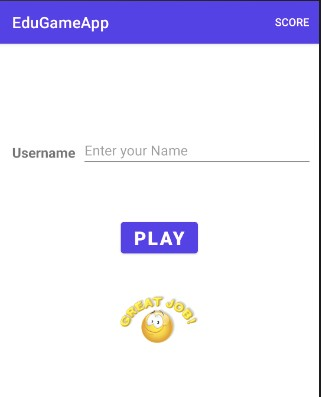 EduGameApp SCORE
Username Enter your Name
PLAY
GREAT JOB!